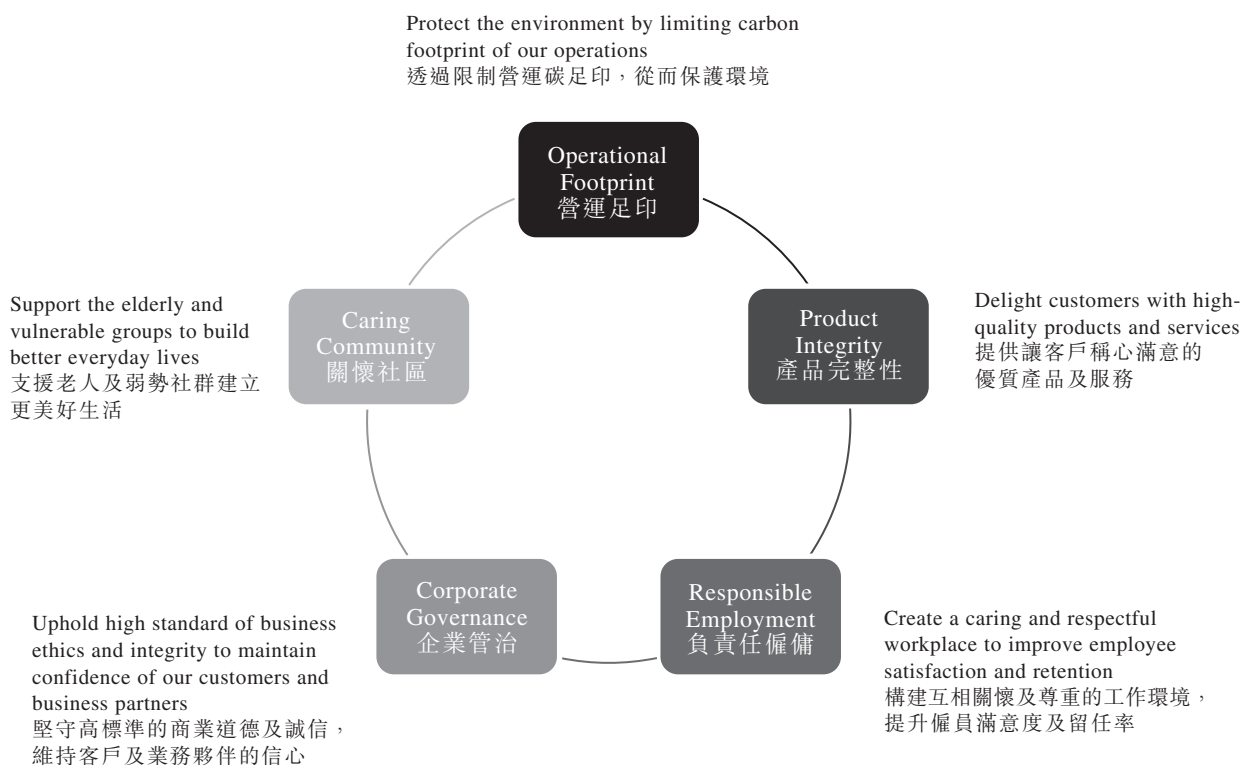 Protect the environment by limiting carbon
footprint of our operations
透過限制營運碳足印，從而保護環境
Operational
Footprint
營運足印
Support the elderly and
vulnerable groups to build
better everyday lives
支援老人及弱勢社群建立
更美好生活
Caring
Community
關懷社區
Product
Integrity
產品完整性
Delight customers with high-
quality products and services
提供讓客戶稱心滿意的
優質產品及服務
Uphold high standard of business
ethics and integrity to maintain
confidence of our customers and
business partners
堅守高標準的商業道德及誠信，
維持客戶及業務夥伴的信心
Corporate
Governance
企業管治
Responsible
Employment
負責任僱傭
Create a caring and respectful
workplace to improve employee
satisfaction and retention
構建互相關懷及尊重的工作環境，
提升僱員滿意度及留任率